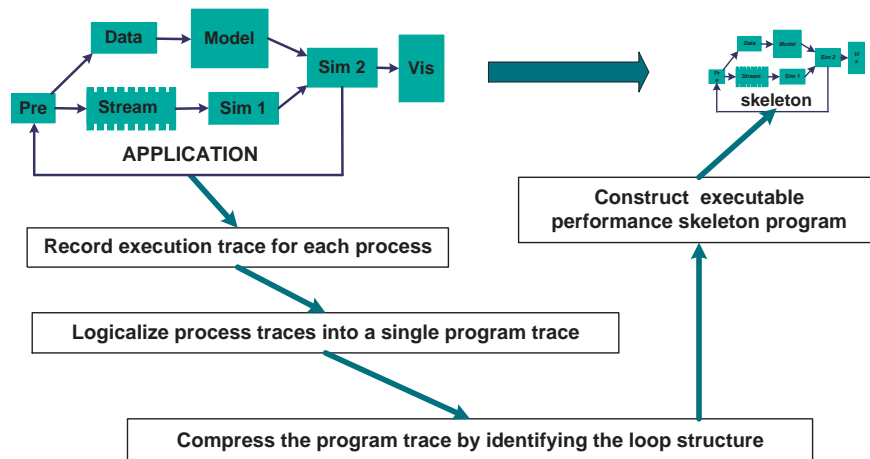 Data
Model
Sim 2
Vis
Pre
Stream
Sim 1
APPLICATION
Data
Model
Sim 2
Vi
s
Pr
e
Stream
Sim 1
skeleton
Construct executable
performance skeleton program
Record execution trace for each process
Logicalize process traces into a single program trace
Compress the program trace by identifying the loop structure